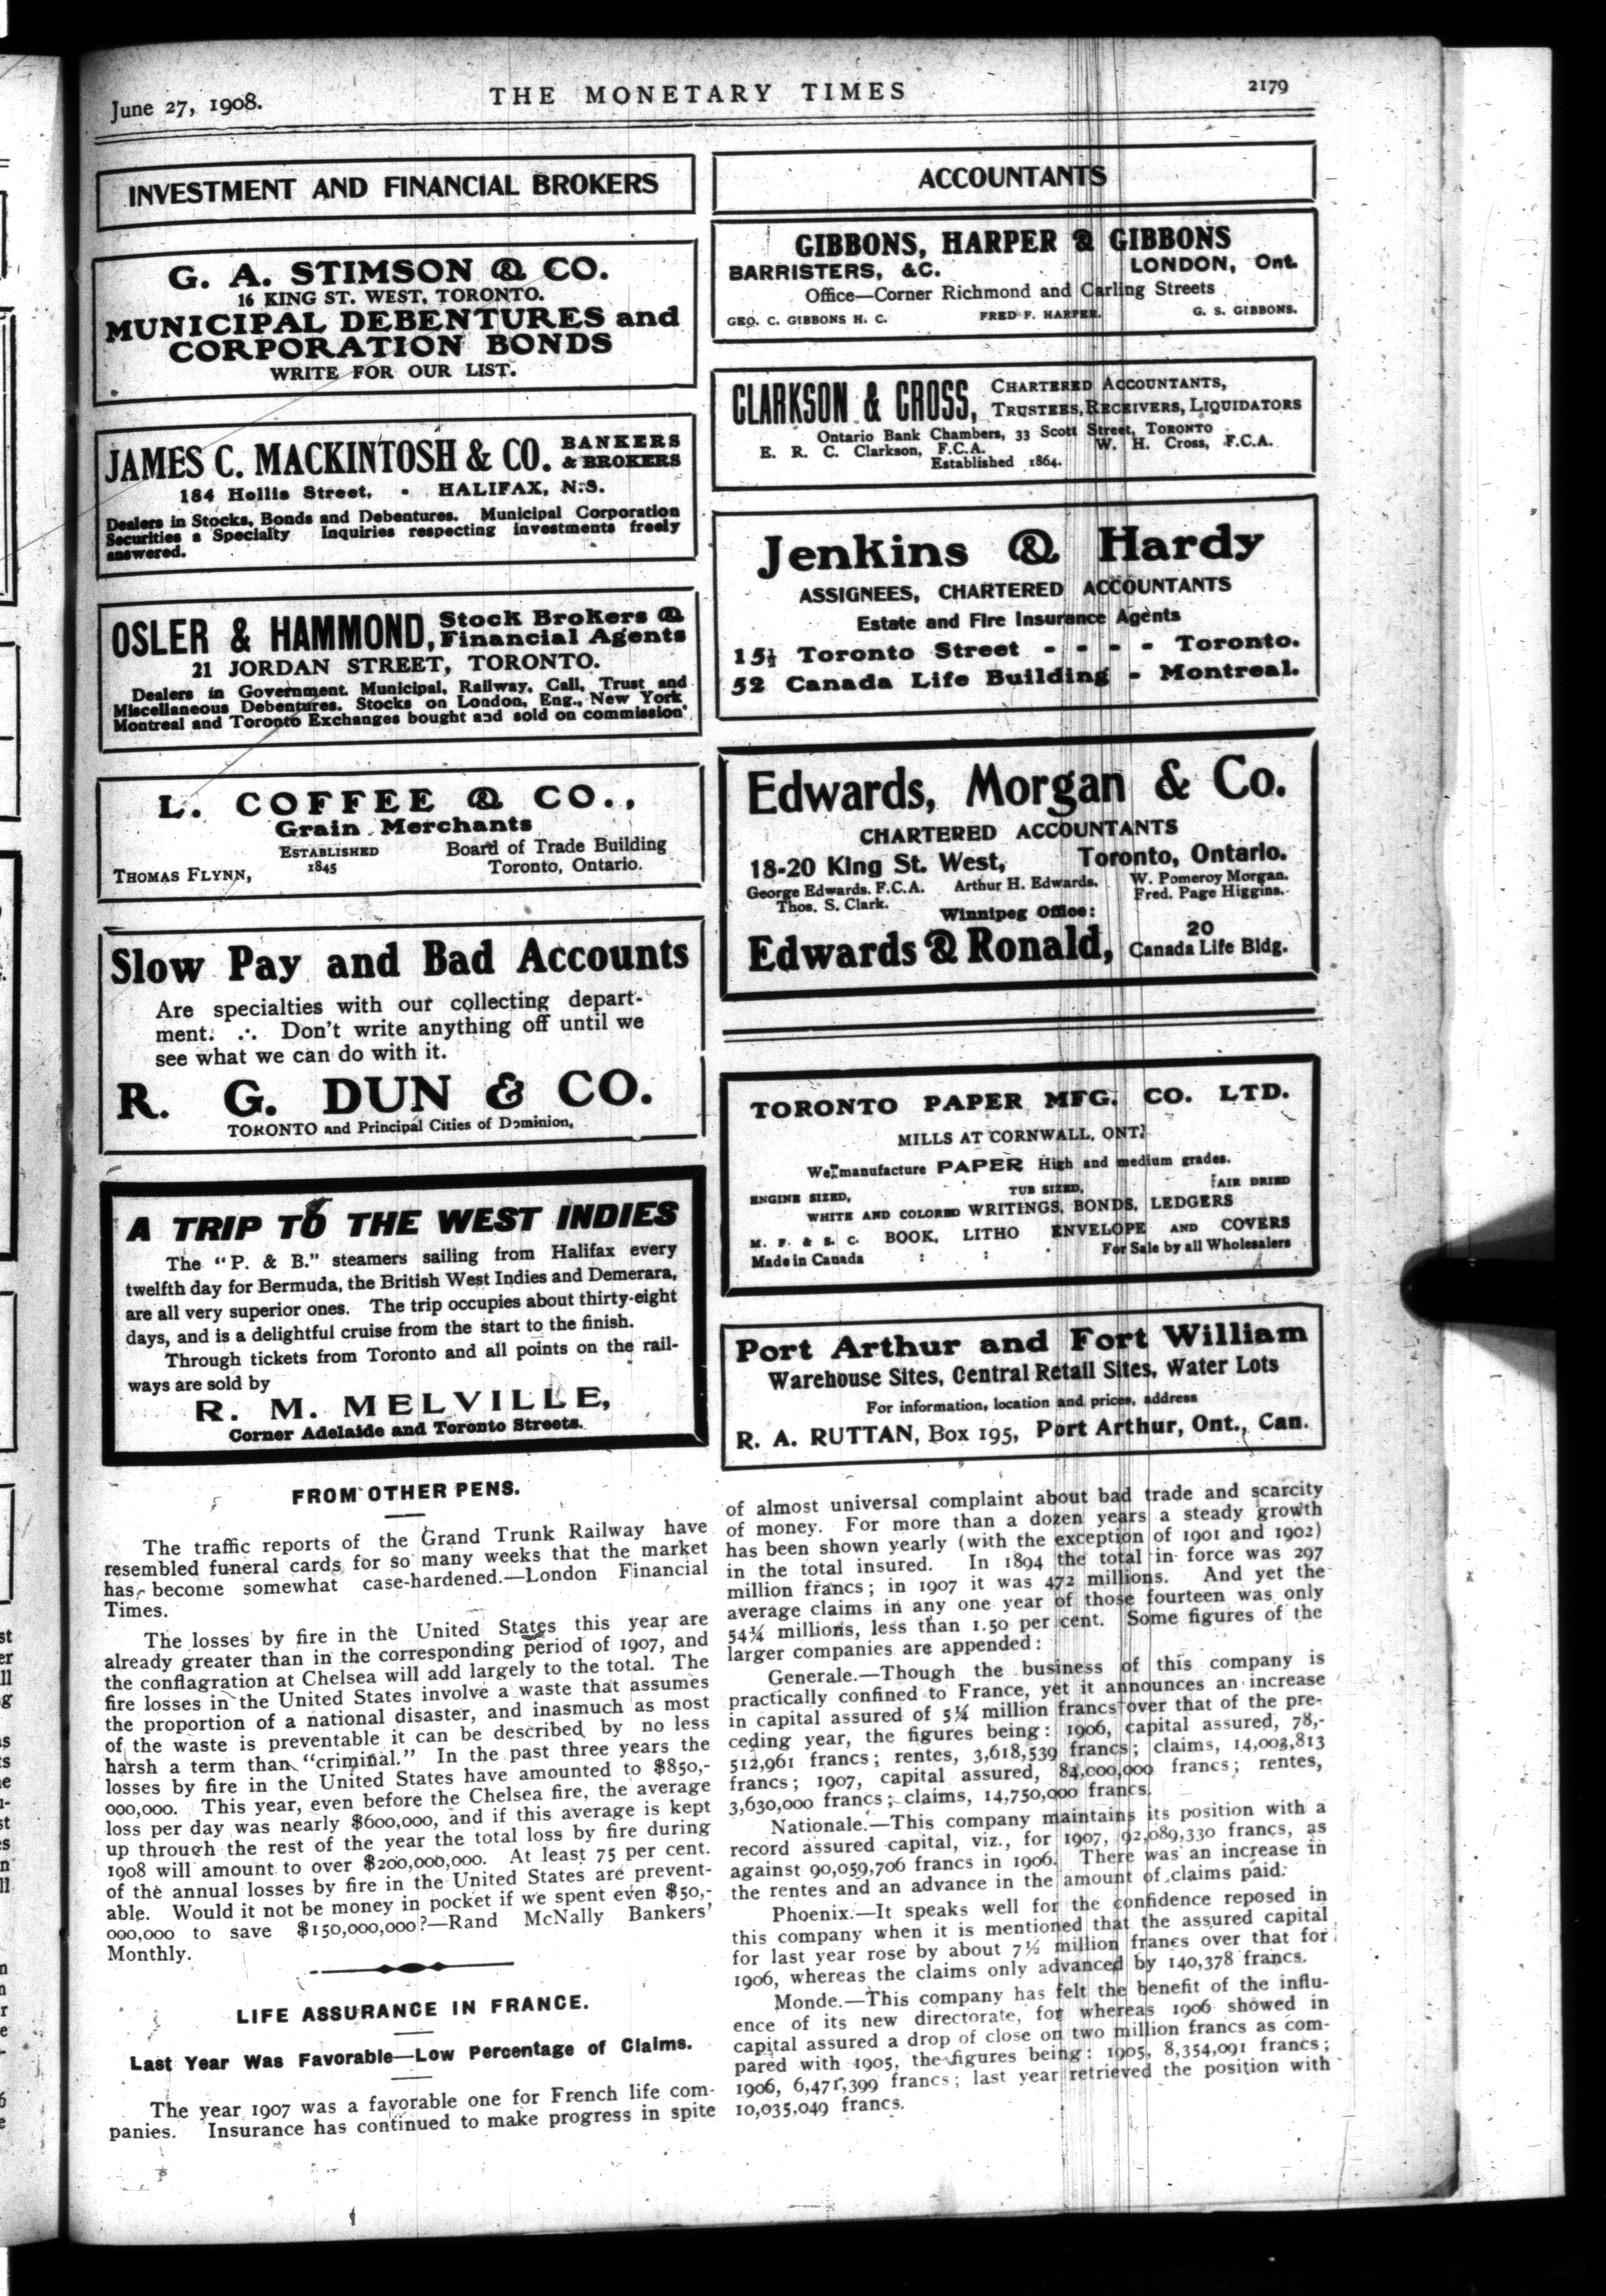 June 27, 1908.
THE MONETARY TIMES
2179
INVESTMENT AND FINANCIAL BROKERS
G. A. STIMSON & CO.
16 KING ST. WEST, TORONTO.
MUNICIPAL DEBENTURES and
CORPORATION BONDS
WRITE FOR OUR LIST.
JAMES C. MACKINTOSH & CO. BANKERS
& BROKERS
184 Hollis Street, - HALIFAX, N.S.
Dealers in Stocks, Bonds and Debentures. Municipal Corporation
Securities a Specialty Inquiries respecting investments freely
answered.
OSLER & HAMMOND, Stock Brokers &
Financial Agents
21 JORDAN STREET, TORONTO.
Dealers in Government, Municipal, Railway, Call, Trust and
Miscellaneous Debentures. Stocks on London, Eng., New York
Montreal and Toronto Exchanges bought and sold on commission
L. COFFEE & CO.,
Grain Merchants
ESTABLISHED
1845
Board of Trade Building
Toronto, Ontario.
THOMAS FLYNN,
Slow Pay and Bad Accounts
Are specialties with our collecting depart-
ment. ∴ Don't write anything off until we
see what we can do with it.
R. G. DUN & CO.
TORONTO and Principal Cities of Dominion,
A TRIP TO THE WEST INDIES
The "P. & B." steamers sailing from Halifax every
twelfth day for Bermuda, the British West Indies and Demerara,
are all very superior ones. The trip occupies about thirty-eight
days, and is a delightful cruise from the start to the finish.
Through tickets from Toronto and all points on the rail-
ways are sold by
R. M. MELVILLE,
Corner Adelaide and Toronto Streets.
FROM OTHER PENS.
The traffic reports of the Grand Trunk Railway have
resembled funeral cards for so many weeks that the market
has become somewhat case-hardened.—London Financial
Times.
The losses by fire in the United States this year are
already greater than in the corresponding period of 1907, and
the conflagration at Chelsea will add largely to the total. The
fire losses in the United States involve a waste that assumes
the proportion of a national disaster, and inasmuch as most
of the waste is preventable it can be described by no less
harsh a term than "criminal." In the past three years the
losses by fire in the United States have amounted to $850,-
000,000. This year, even before the Chelsea fire, the average
loss per day was nearly $600,000, and if this average is kept
up through the rest of the year the total loss by fire during
1908 will amount to over $200,000,000. At least 75 per cent.
of the annual losses by fire in the United States are prevent-
able. Would it not be money in pocket if we spent even $50,-
000,000 to save $150,000,000?—Rand McNally Bankers'
Monthly.
LIFE ASSURANCE IN FRANCE.
Last Year Was Favorable—Low Percentage of Claims.
The year 1907 was a favorable one for French life com-
panies. Insurance has continued to make progress in spite
ACCOUNTANTS
GIBBONS, HARPER & GIBBONS
BARRISTERS, &C. LONDON, Ont.
Office—Corner Richmond and Carling Streets
GEO. C. GIBBONS H. C. FRED F. HARPER. G. S. GIBBONS.
CLARKSON & CROSS, CHARTERED ACCOUNTANTS,
TRUSTEES, RECEIVERS, LIQUIDATORS
Ontario Bank Chambers, 33 Scott Street, TORONTO
E. R. C. Clarkson, F.C.A. W. H. Cross, F.C.A.
Established 1864.
Jenkins & Hardy
ASSIGNEES, CHARTERED ACCOUNTANTS
Estate and Fire Insurance Agents
15½ Toronto Street - - - - Toronto.
52 Canada Life Building - Montreal.
Edwards, Morgan & Co.
CHARTERED ACCOUNTANTS
18-20 King St. West, Toronto, Ontario.
George Edwards, F.C.A. Arthur H. Edwards. W. Pomeroy Morgan.
Thos. S. Clark. Fred. Page Higgins.
Winnipeg Office:
Edwards & Ronald, 20
Canada Life Bldg.
TORONTO PAPER MFG. CO. LTD.
MILLS AT CORNWALL, ONT.
We manufacture PAPER High and medium grades.
ENGINE SIZED, TUB SIZED, AIR DRIED
WHITE AND COLORED WRITINGS, BONDS, LEDGERS
M. F. & S. C. BOOK, LITHO ENVELOPE AND COVERS
Made in Canada : : For Sale by all Wholesalers
Port Arthur and Fort William
Warehouse Sites, Central Retail Sites, Water Lots
For information, location and prices, address
R. A. RUTTAN, Box 195, Port Arthur, Ont., Can.
of almost universal complaint about bad trade and scarcity
of money. For more than a dozen years a steady growth
has been shown yearly (with the exception of 1901 and 1902)
in the total insured. In 1894 the total in force was 297
million francs; in 1907 it was 472 millions. And yet the
average claims in any one year of those fourteen was only
54¾ millions, less than 1.50 per cent. Some figures of the
larger companies are appended:
Generale.—Though the business of this company is
practically confined to France, yet it announces an increase
in capital assured of 5¼ million francs over that of the pre-
ceding year, the figures being: 1906, capital assured, 78,-
512,961 francs; rentes, 3,618,539 francs; claims, 14,003,813
francs; 1907, capital assured, 84,000,000 francs; rentes,
3,630,000 francs; claims, 14,750,000 francs.
Nationale.—This company maintains its position with a
record assured capital, viz., for 1907, 92,089,330 francs, as
against 90,059,706 francs in 1906. There was an increase in
the rentes and an advance in the amount of claims paid.
Phoenix.—It speaks well for the confidence reposed in
this company when it is mentioned that the assured capital
for last year rose by about 7½ million francs over that for
1906, whereas the claims only advanced by 140,378 francs.
Monde.—This company has felt the benefit of the influ-
ence of its new directorate, for whereas 1906 showed in
capital assured a drop of close on two million francs as com-
pared with 1905, the figures being: 1905, 8,354,091 francs;
1906, 6,471,399 francs; last year retrieved the position with
10,035,049 francs.